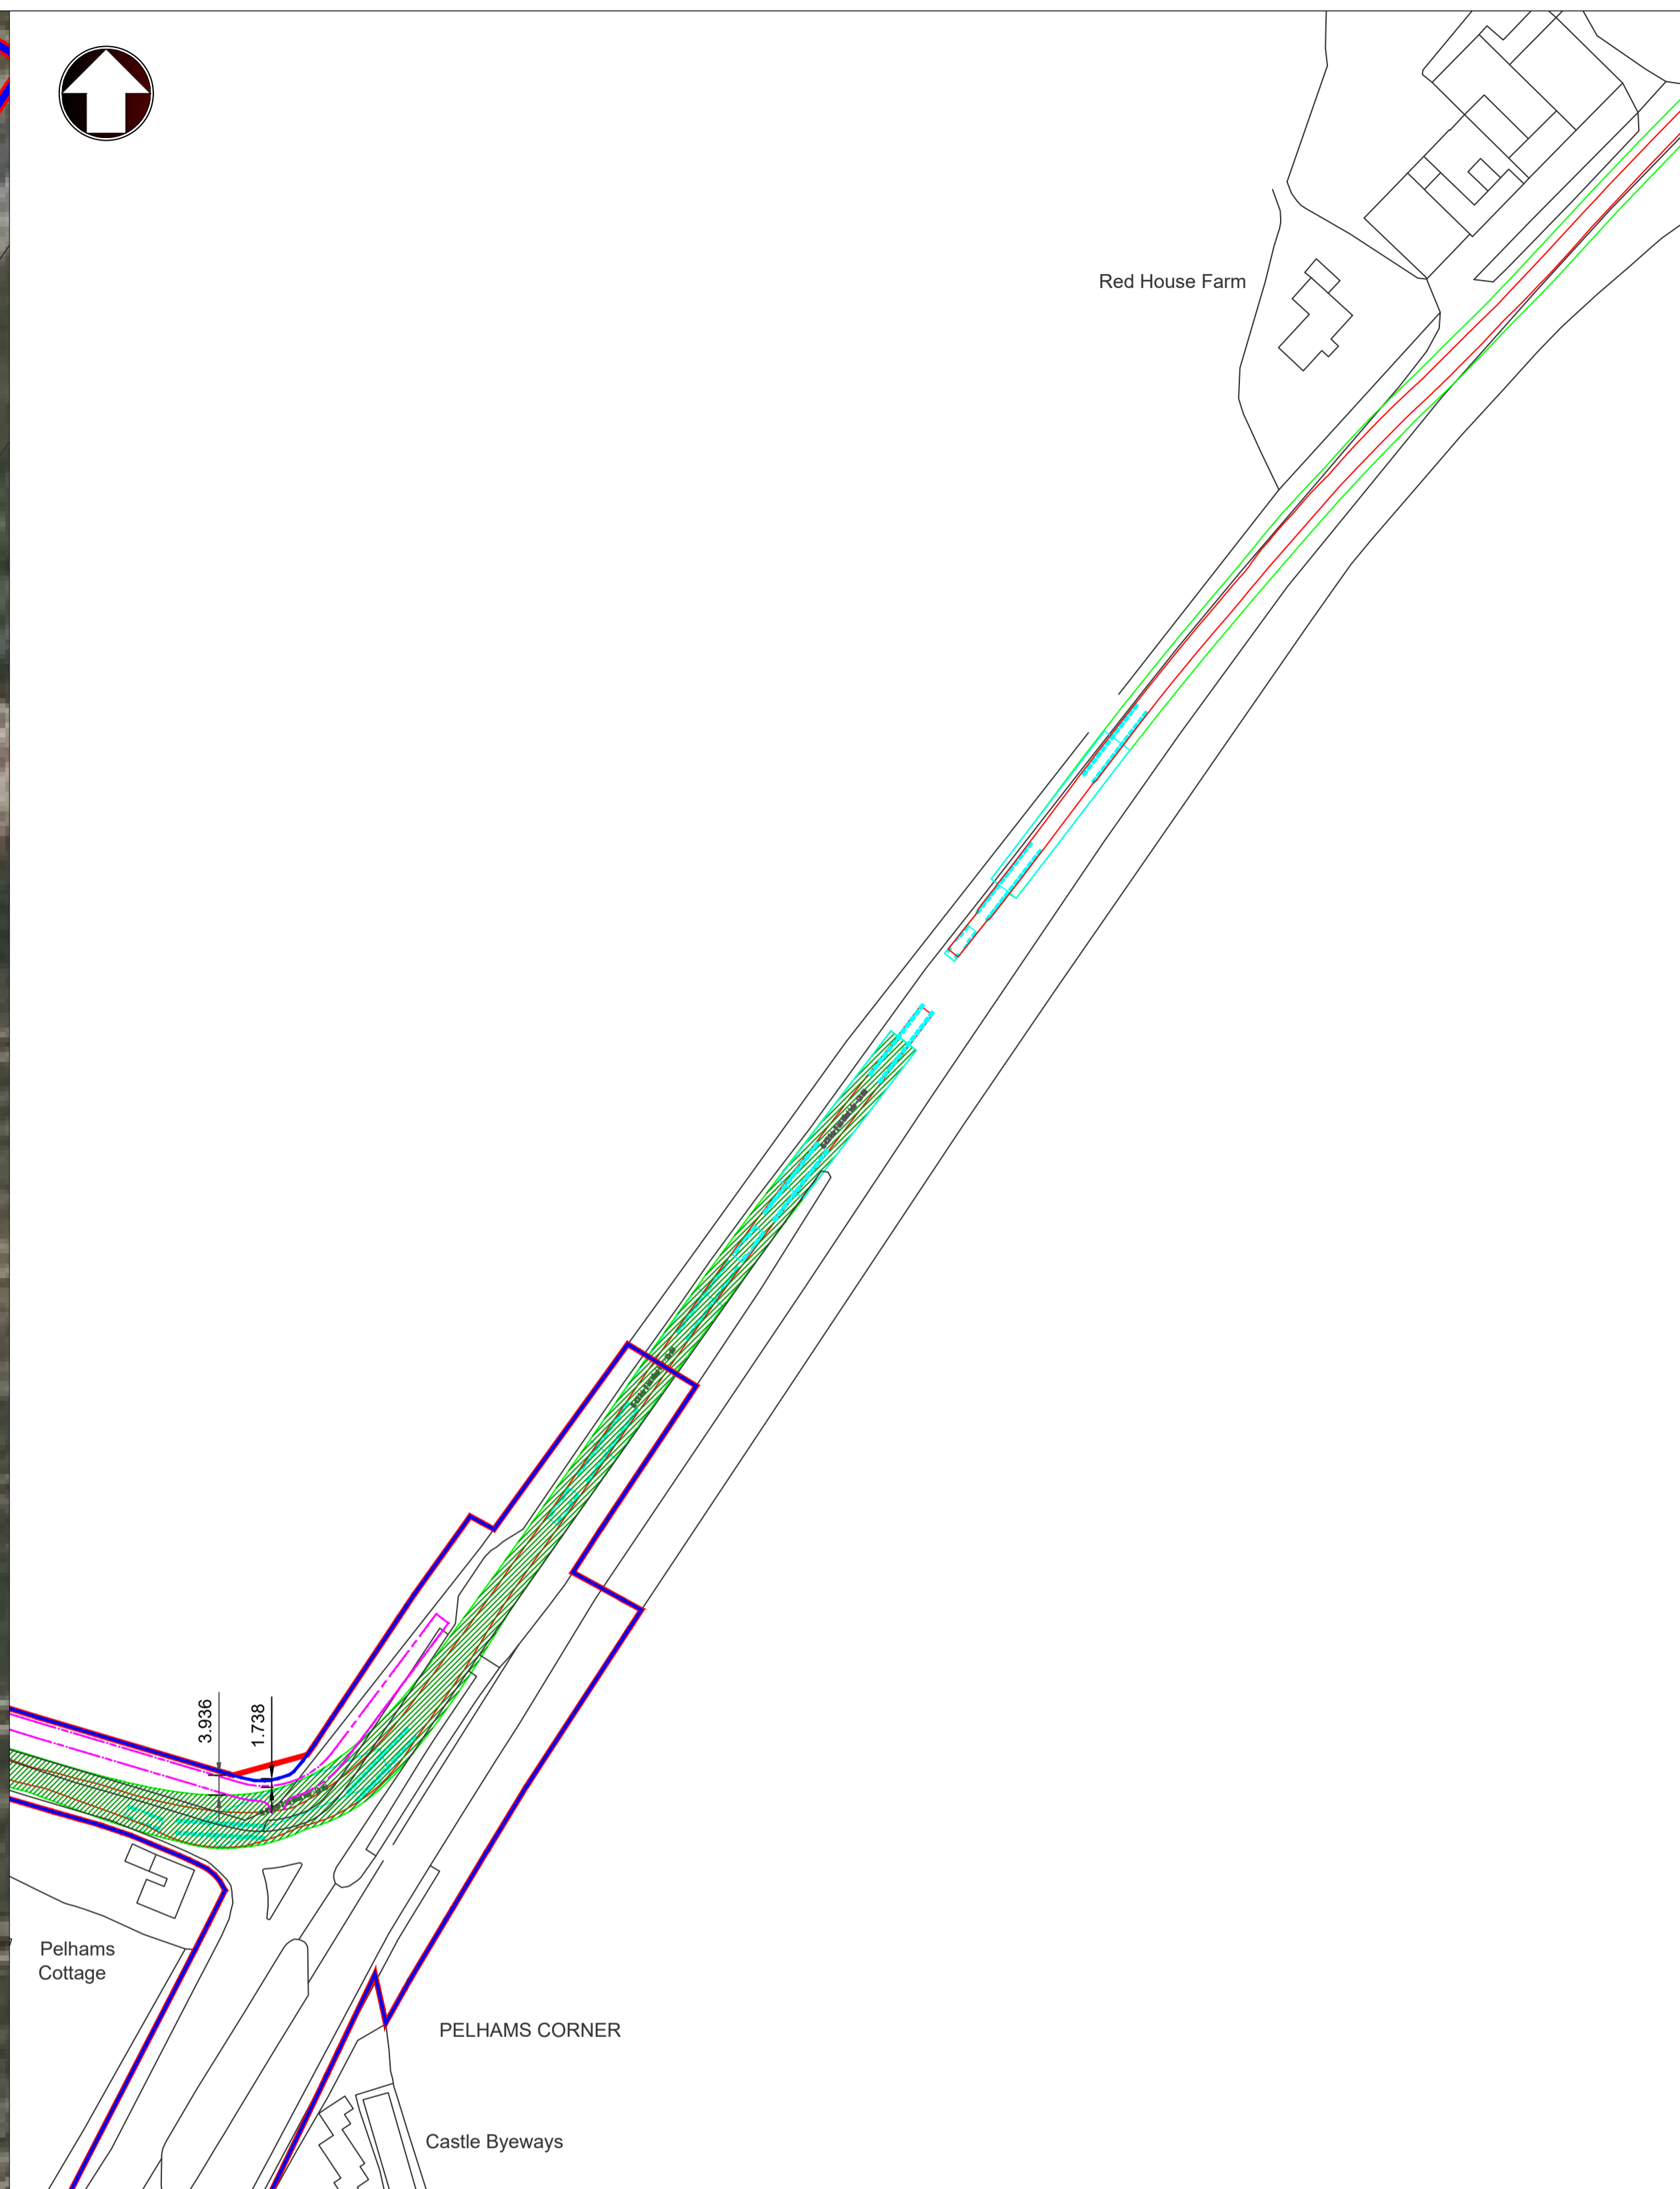 Red House Farm
3.936
1.738
Pelhams
Cottage
PELHAMS CORNER
Castle Byeways